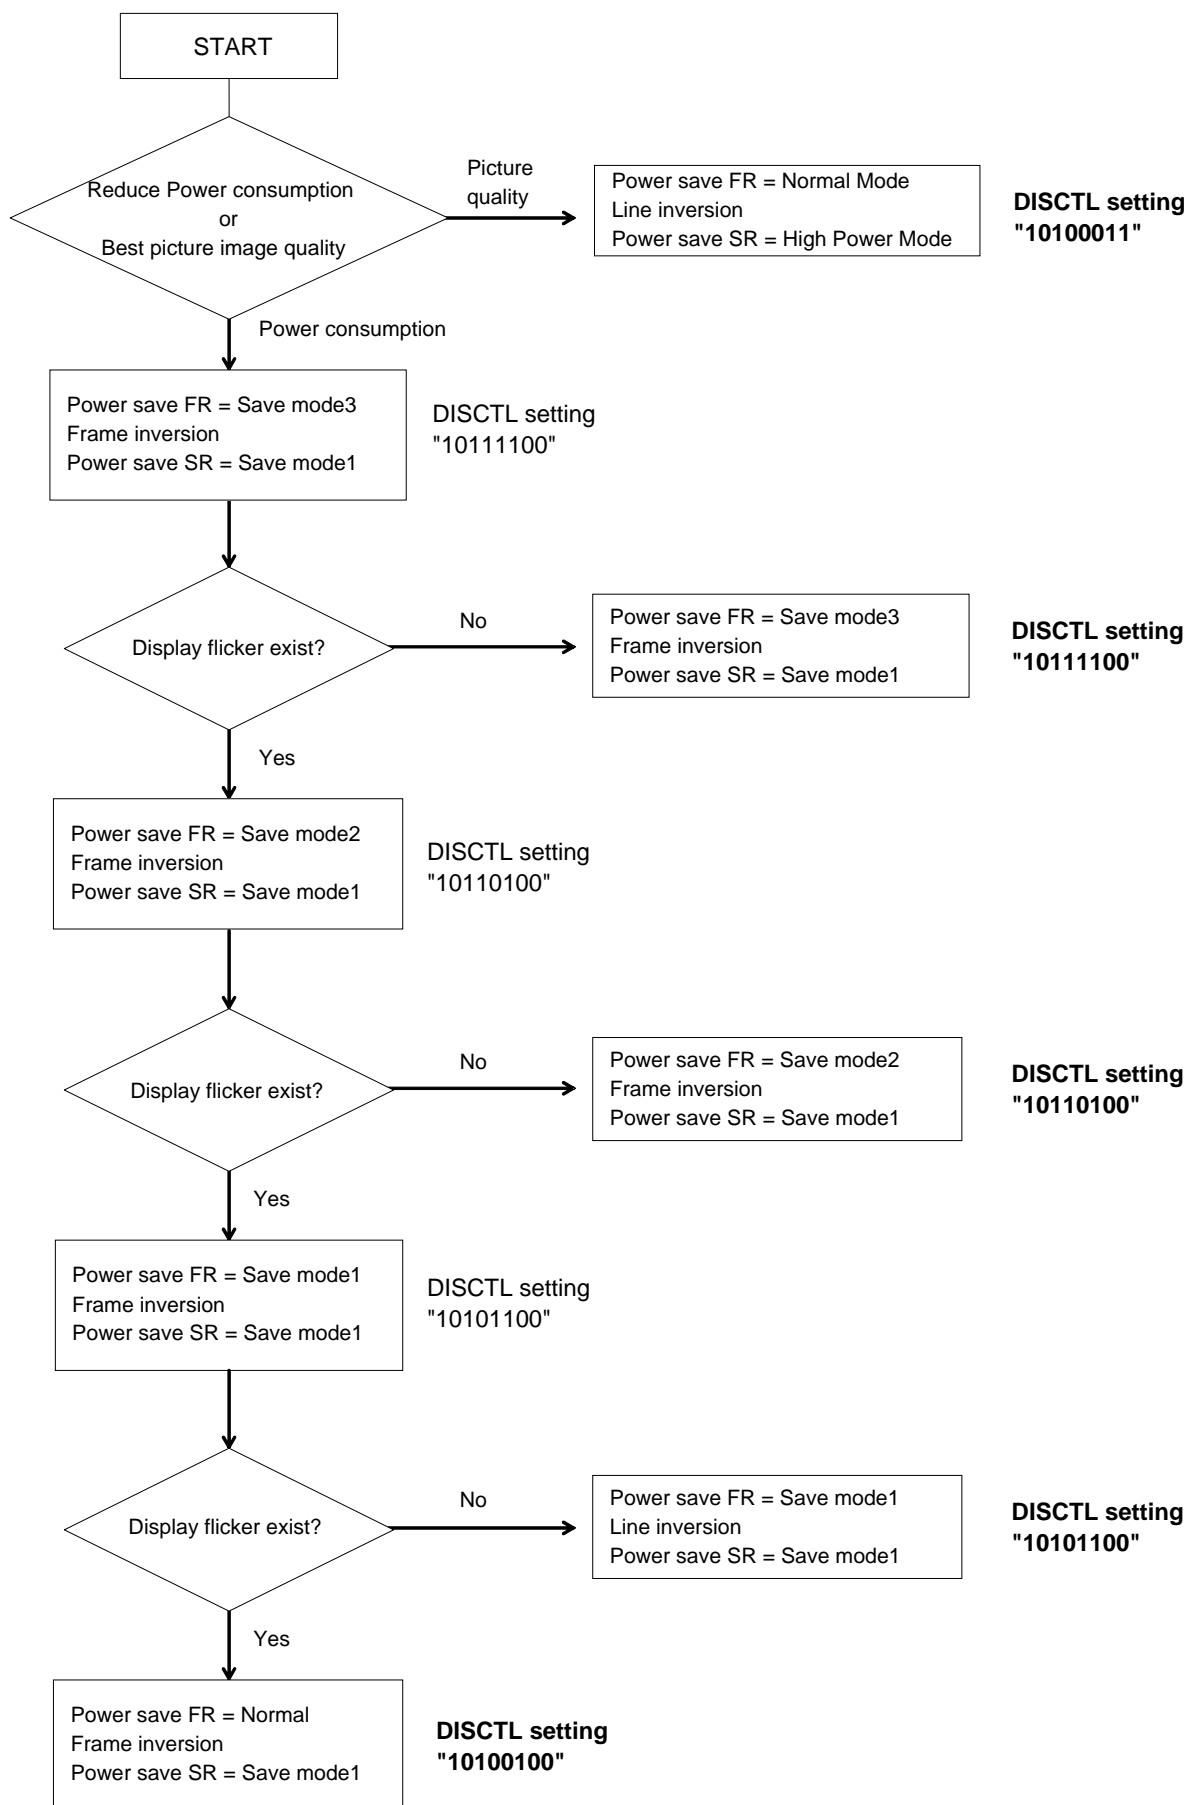 START
Reduce Power consumption
or
Best picture image quality
Picture
quality
Power save FR = Normal Mode
Line inversion
Power save SR = High Power Mode
DISCTL setting
"10100011"
Power consumption
Power save FR = Save mode3
Frame inversion
Power save SR = Save mode1
DISCTL setting
"10111100"
Display flicker exist?
No
Power save FR = Save mode3
Frame inversion
Power save SR = Save mode1
DISCTL setting
"10111100"
Yes
Power save FR = Save mode2
Frame inversion
Power save SR = Save mode1
DISCTL setting
"10110100"
Display flicker exist?
No
Power save FR = Save mode2
Frame inversion
Power save SR = Save mode1
DISCTL setting
"10110100"
Yes
Power save FR = Save mode1
Frame inversion
Power save SR = Save mode1
DISCTL setting
"10101100"
Display flicker exist?
No
Power save FR = Save mode1
Line inversion
Power save SR = Save mode1
DISCTL setting
"10101100"
Yes
Power save FR = Normal
Frame inversion
Power save SR = Save mode1
DISCTL setting
"10100100"